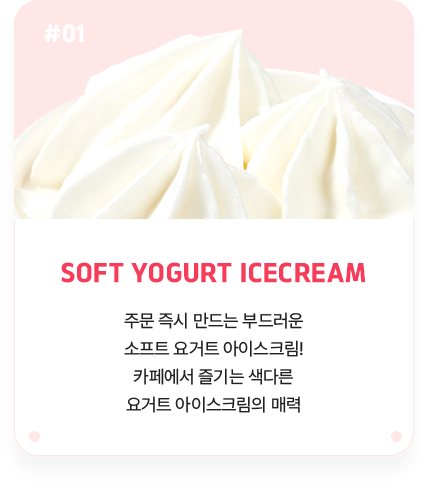 #01
SOFT YOGURT ICECREAM
주문 즉시 만드는 부드러운
소프트 요거트 아이스크림!
카페에서 즐기는 색다른
요거트 아이스크림의 매력